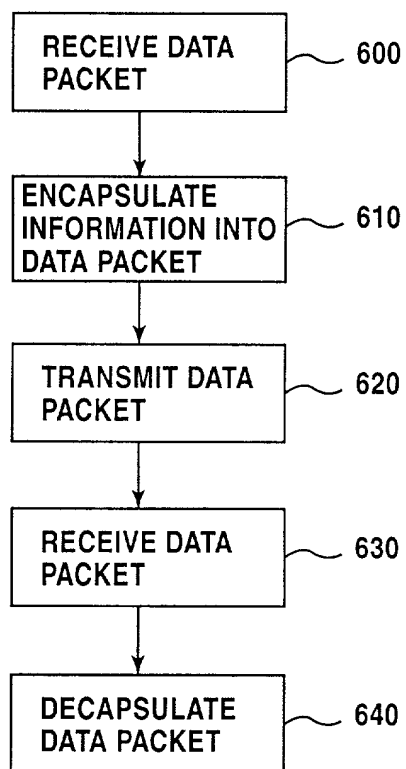 RECEIVE DATA
PACKET
600
ENCAPSULATE
INFORMATION INTO
DATA PACKET
610
TRANSMIT DATA
PACKET
620
RECEIVE DATA
PACKET
630
DECAPSULATE
DATA PACKET
640